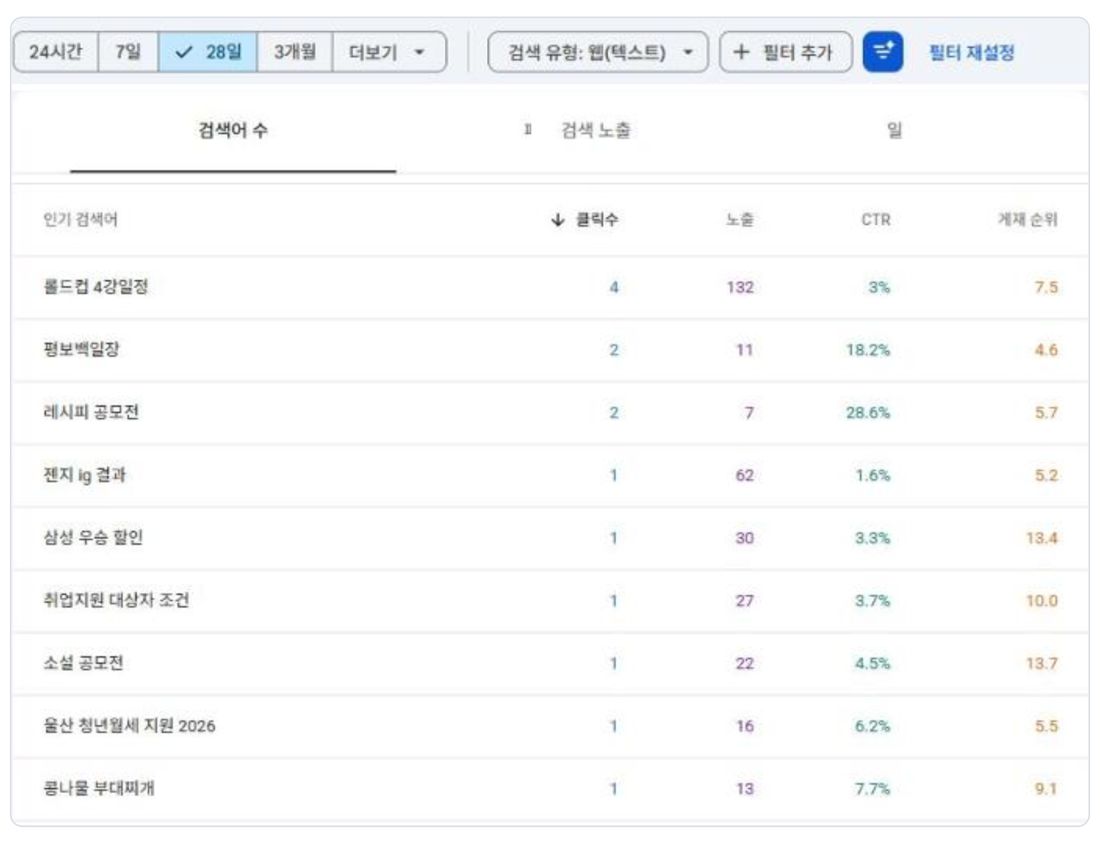 24시간 7일 28일 3개월 더보기 검색 유형: 웹(텍스트) 필터 추가 필터 재설정
검색어 수 검색 노출 일
인기 검색어 클릭수 노출 CTR 게재 순위
롤드컵 4강일정 4 132 3% 7.5
평보백일장 2 11 18.2% 4.6
레시피 공모전 2 7 28.6% 5.7
젠지 ig 결과 1 62 1.6% 5.2
삼성 우승 할인 1 30 3.3% 13.4
취업지원 대상자 조건 1 27 3.7% 10.0
소설 공모전 1 22 4.5% 13.7
울산 청년월세 지원 2026 1 16 6.2% 5.5
콩나물 부대찌개 1 13 7.7% 9.1